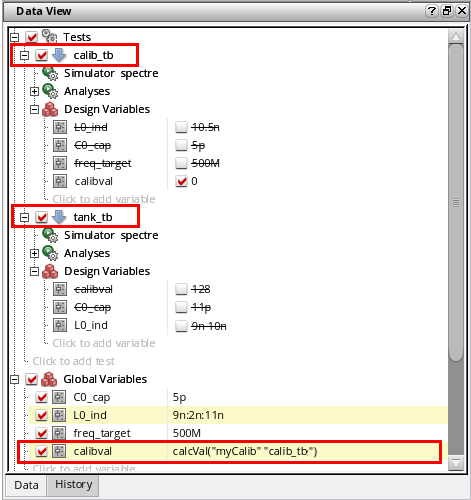 Data View
Tests
calib_tb
Simulator spectre
Analyses
Design Variables
L0_ind 10.5n
C0_cap 5p
freq_target 500M
calibval 0
Click to add variable
tank_tb
Simulator spectre
Analyses
Design Variables
calibval 128
C0_cap 11p
L0_ind 9n 10n
Click to add variable
Click to add test
Global Variables
C0_cap 5p
L0_ind 9n:2n:11n
freq_target 500M
calibval calcVal("myCalib" "calib_tb")
Click to add variable
Data History